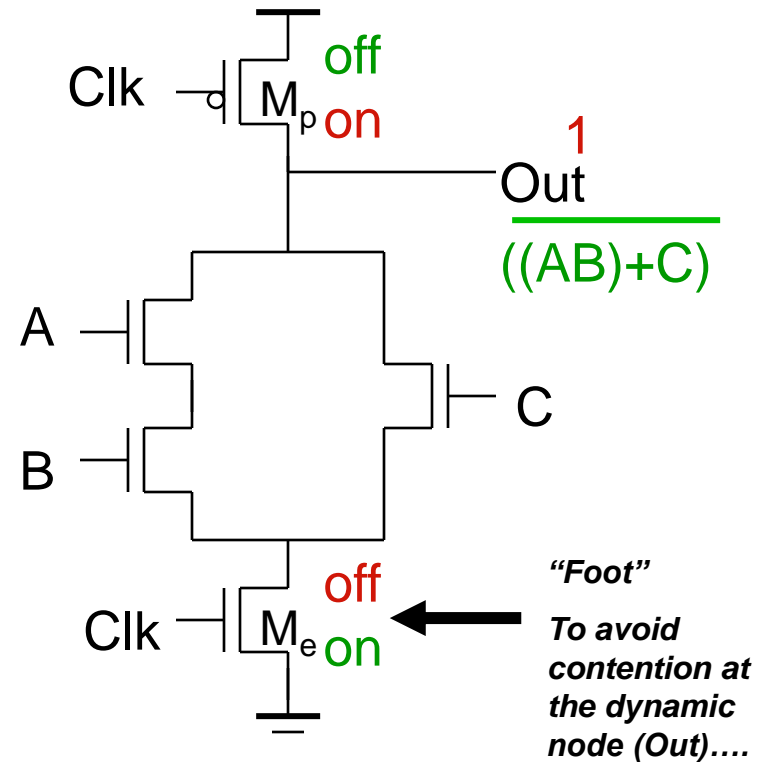 off
Clk
Mp
on
1
Out
((AB)+C)
A
C
B
“Foot”
off
To avoid
Clk
Me
on
contention at
the dynamic
node (Out)….